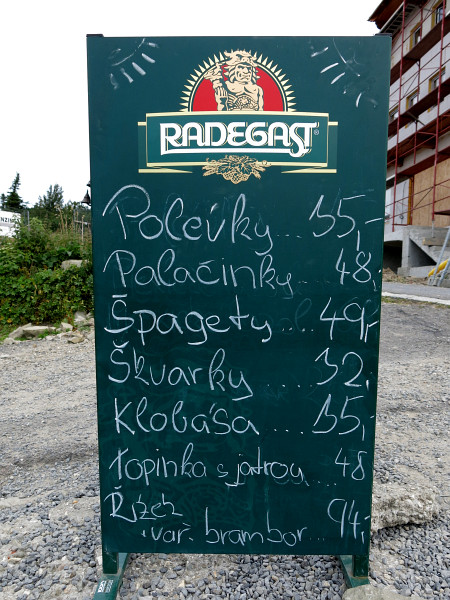 RADEGAST®
Polévky... 35,-
Palačinky... 48,-
Špagety... 49,-
Škvarky.... 32,-
Klobása.... 35,-
topinka s játrou... 48
Řízek
+ vař. brambor... 94,-